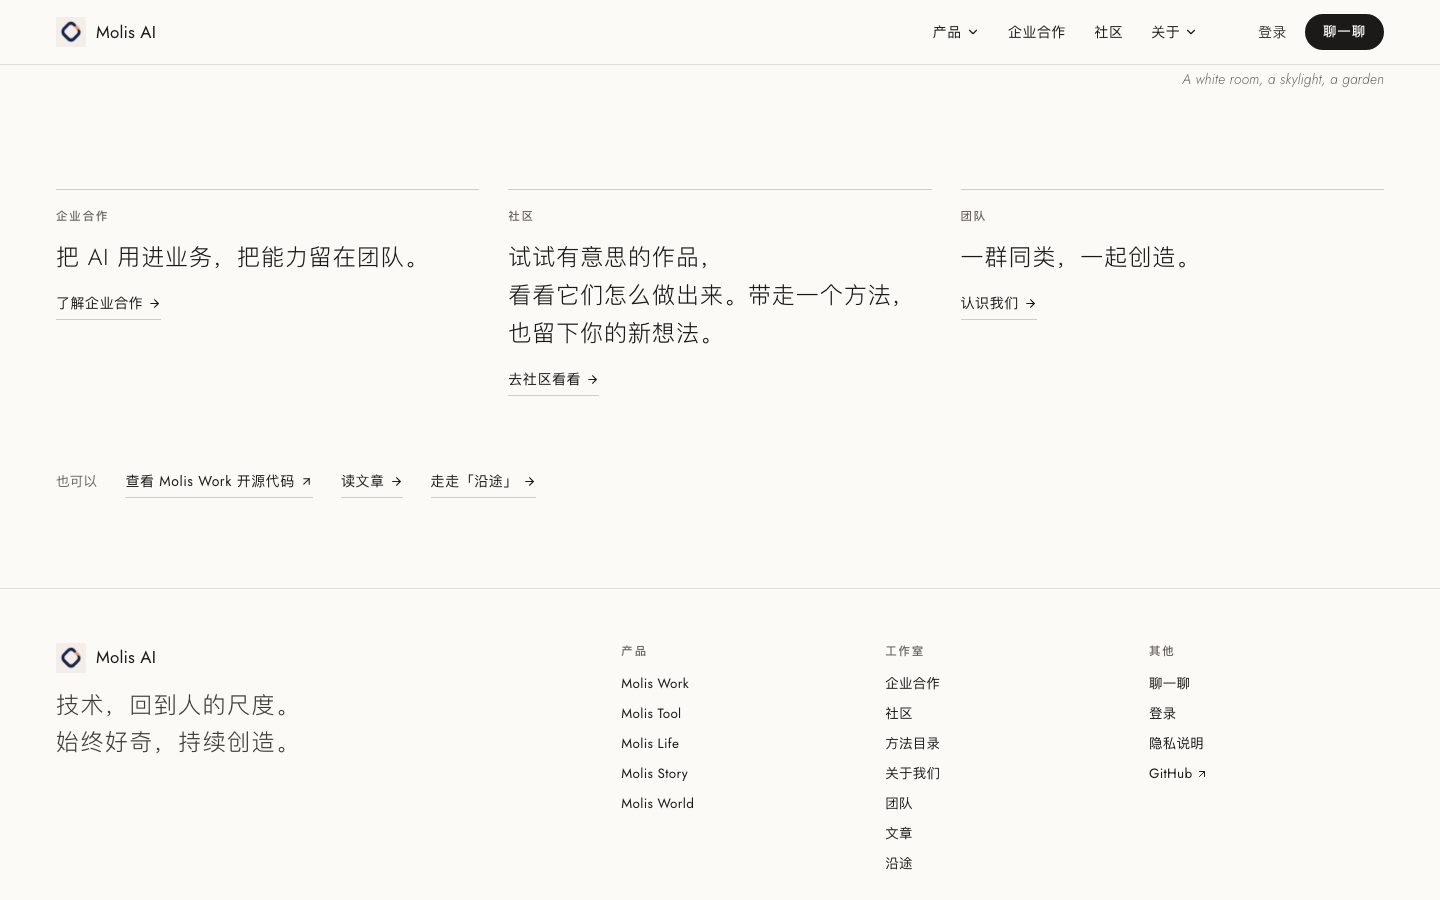 Molis AI
产品
企业合作
社区
关于
登录
聊一聊
A white room, a skylight, a garden
企业合作
把 AI 用进业务，把能力留在团队。
了解企业合作 →
社区
试试有意思的作品，
看看它们怎么做出来。带走一个方法，
也留下你的新想法。
去社区看看 →
团队
一群同类，一起创造。
认识我们 →
也可以
查看 Molis Work 开源代码 ↗
读文章 →
走走「沿途」 →
Molis AI
技术，回到人的尺度。
始终好奇，持续创造。
产品
Molis Work
Molis Tool
Molis Life
Molis Story
Molis World
工作室
企业合作
社区
方法目录
关于我们
团队
文章
沿途
其他
聊一聊
登录
隐私说明
GitHub ↗